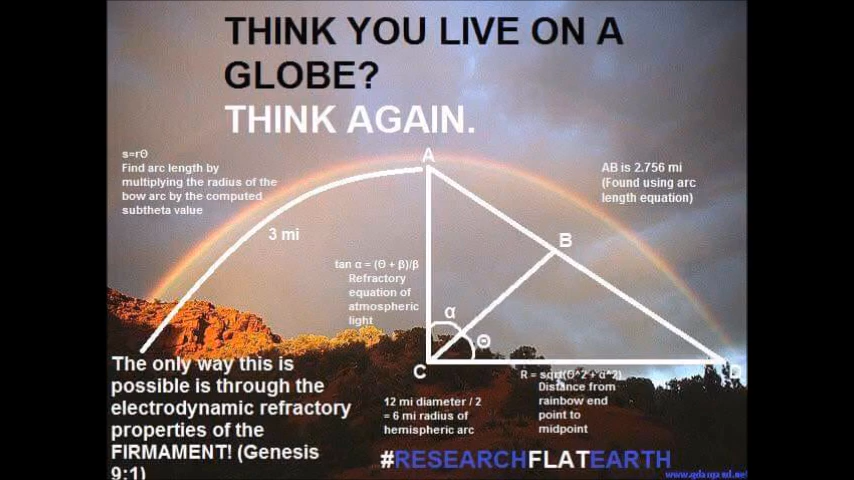 THINK YOU LIVE ON A
GLOBE?
THINK AGAIN.
s=rΘ
Find arc length by
multiplying the radius of the
bow arc by the computed
subtheta value
A
AB is 2.756 mi
(Found using arc
length equation)
3 mi
B
tan α = (Θ + β)/β
Refractory
equation of
atmospheric
light
α
Θ
C
D
The only way this is
possible is through the
electrodynamic refractory
properties of the
FIRMAMENT! (Genesis
9:1)
12 mi diameter / 2
= 6 mi radius of
hemispheric arc
R = sqrt(Θ^2 + α^2)
Distance from
rainbow end
point to
midpoint
#RESEARCHFLATEARTH